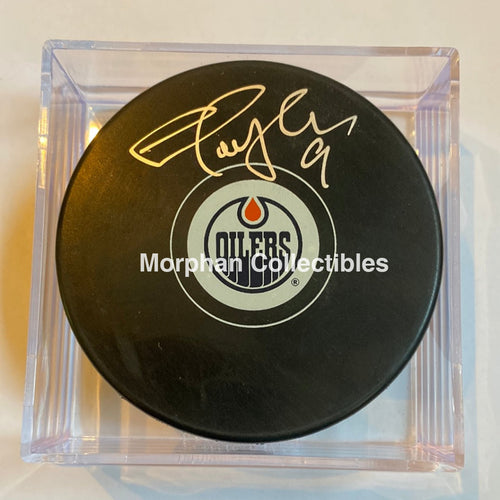 9
OILERS
®
Morphan Collectibles